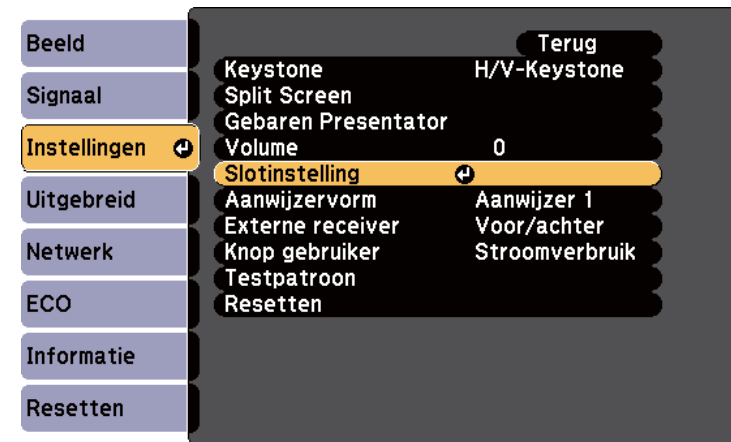 Beeld
Signaal
Instellingen
Uitgebreid
Netwerk
ECO
Informatie
Resetten
Terug
Keystone H/V-Keystone
Split Screen
Gebaren Presentator
Volume 0
Slotinstelling
Aanwijzervorm Aanwijzer 1
Externe receiver Voor/achter
Knop gebruiker Stroomverbruik
Testpatroon
Resetten